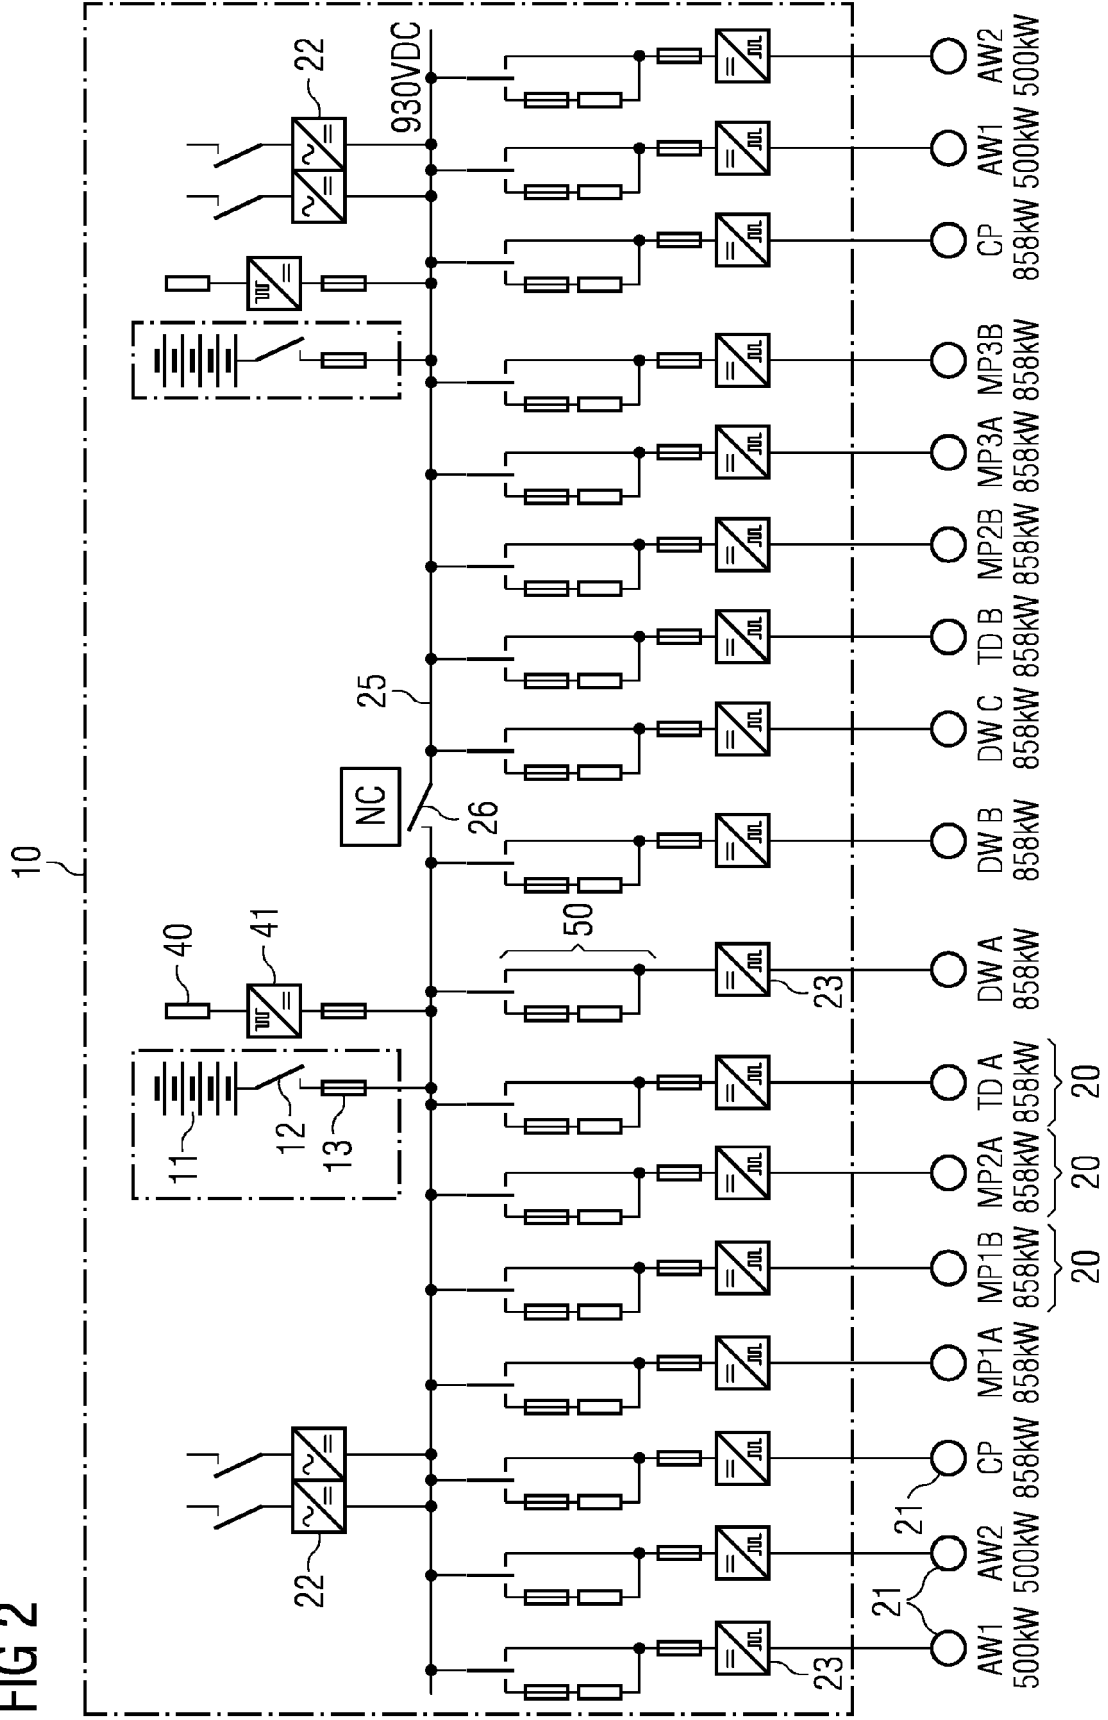 FIG 2
10
22
22
930VDC
40
41
11
12
13
NC
25
26
50
23
23
21
21
AW1
500kW
AW2
500kW
CP
858kW
MP1A
858kW
MP1B
858kW
20
MP2A
858kW
20
TD A
858kW
20
DW A
858kW
DW B
858kW
DW C
858kW
TD B
858kW
MP2B
858kW
MP3A
858kW
MP3B
858kW
CP
858kW
AW1
500kW
AW2
500kW